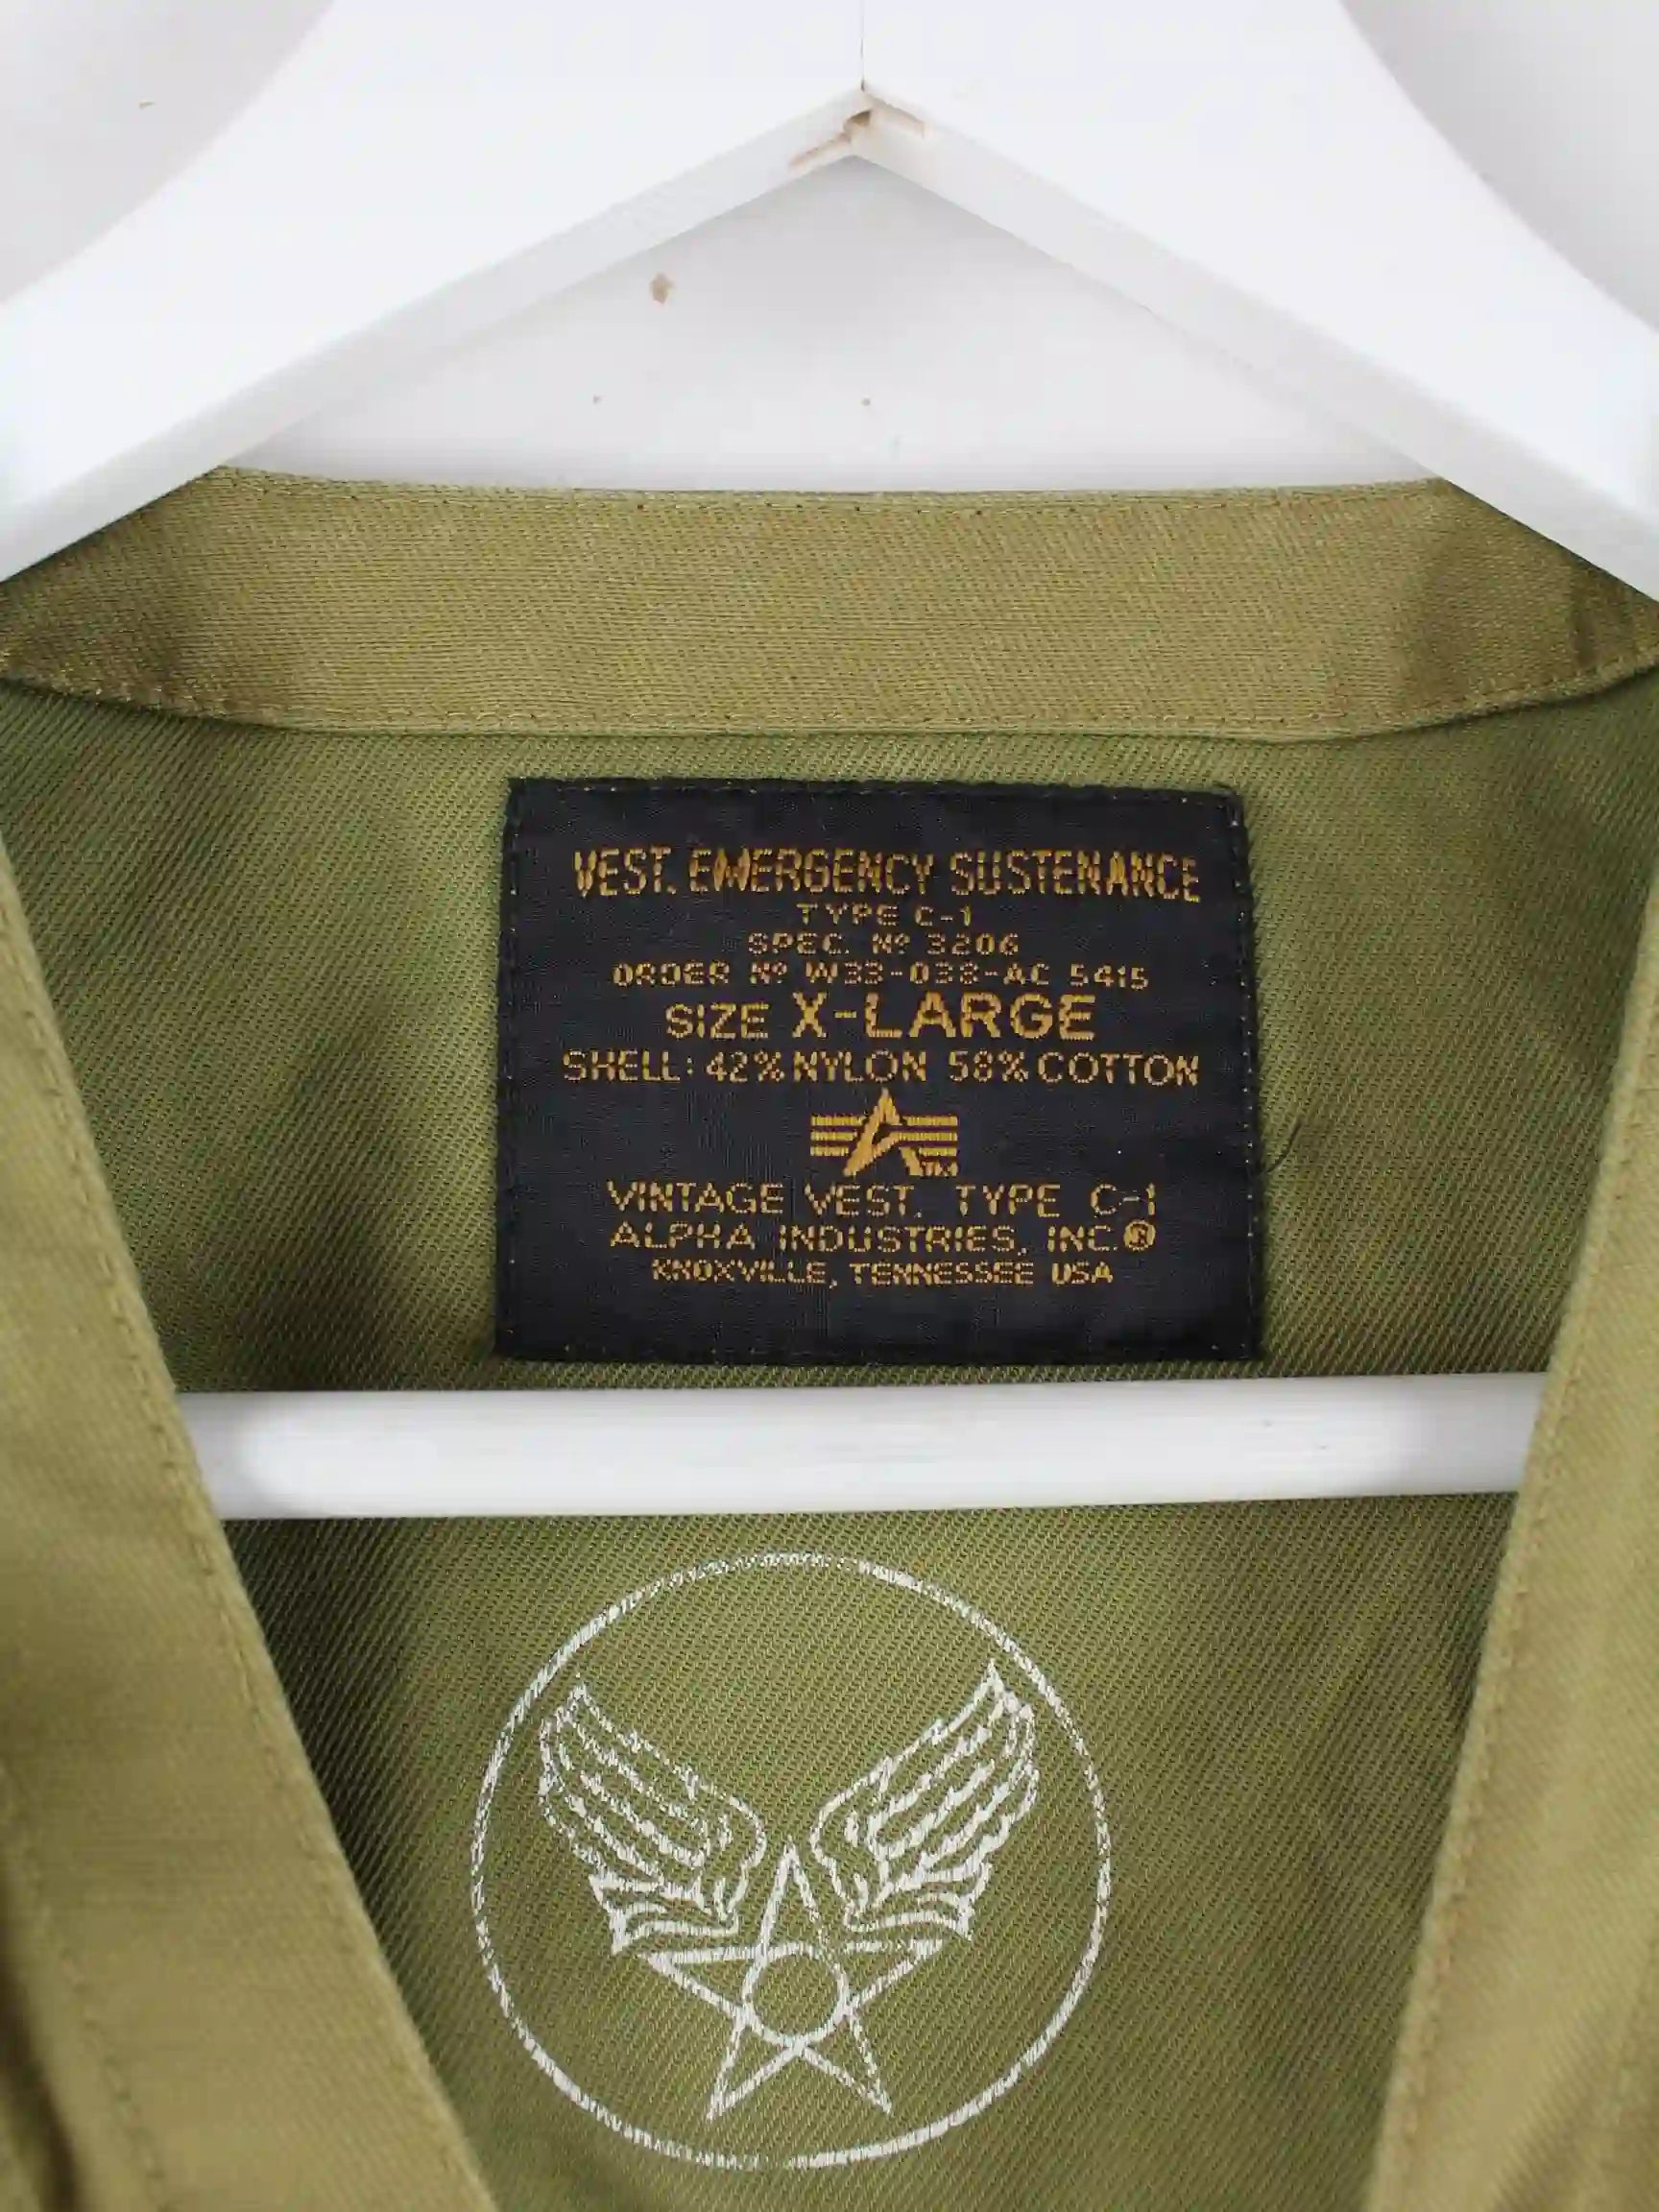 VEST, EMERGENCY SUSTENANCE
TYPE C-1
SPEC. Nº 3206
ORDER Nº W33-038-AC 5415
SIZE X-LARGE
SHELL: 42% NYLON 58% COTTON
TM
VINTAGE VEST, TYPE C-1
ALPHA INDUSTRIES, INC.®
KNOXVILLE, TENNESSEE USA